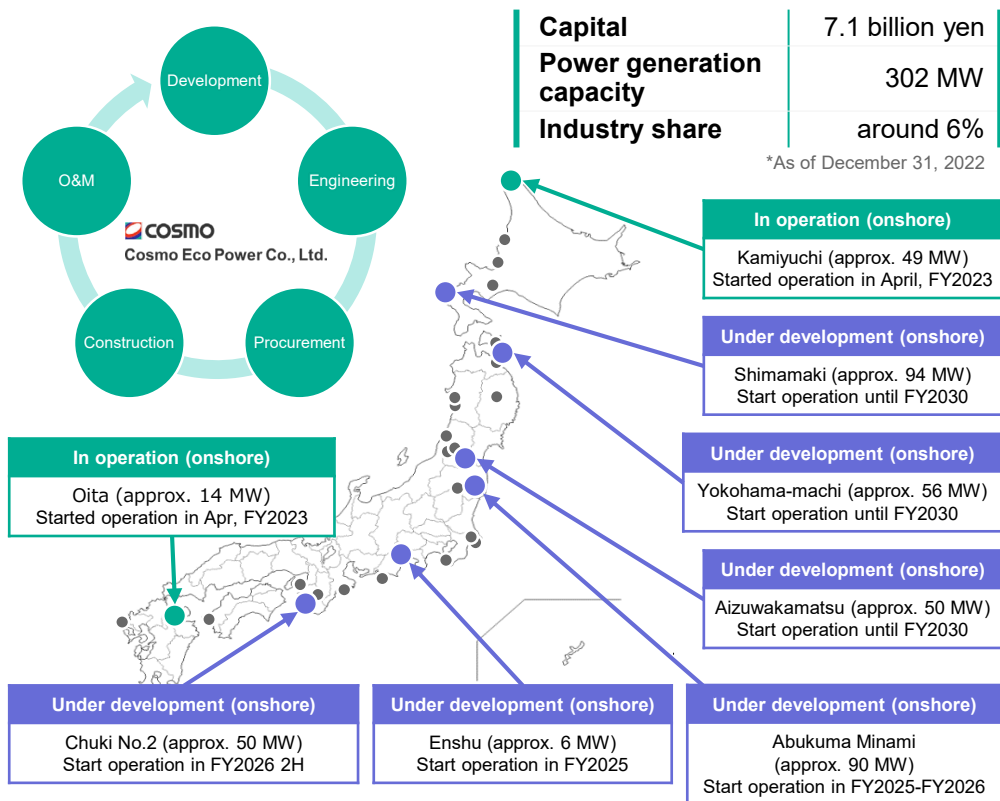 Capital 7.1 billion yen
Power generation
capacity
302 MW
Industry share around 6%
*As of December 31, 2022
Development
Engineering
Procurement
Construction
O&M
COSMO
Cosmo Eco Power Co., Ltd.
In operation (onshore)
Kamiyuchi (approx. 49 MW)
Started operation in April, FY2023
Under development (onshore)
Shimamaki (approx. 94 MW)
Start operation until FY2030
Under development (onshore)
Yokohama-machi (approx. 56 MW)
Start operation until FY2030
Under development (onshore)
Aizuwakamatsu (approx. 50 MW)
Start operation until FY2030
In operation (onshore)
Oita (approx. 14 MW)
Started operation in Apr, FY2023
Under development (onshore)
Chuki No.2 (approx. 50 MW)
Start operation in FY2026 2H
Under development (onshore)
Enshu (approx. 6 MW)
Start operation in FY2025
Under development (onshore)
Abukuma Minami
(approx. 90 MW)
Start operation in FY2025-FY2026